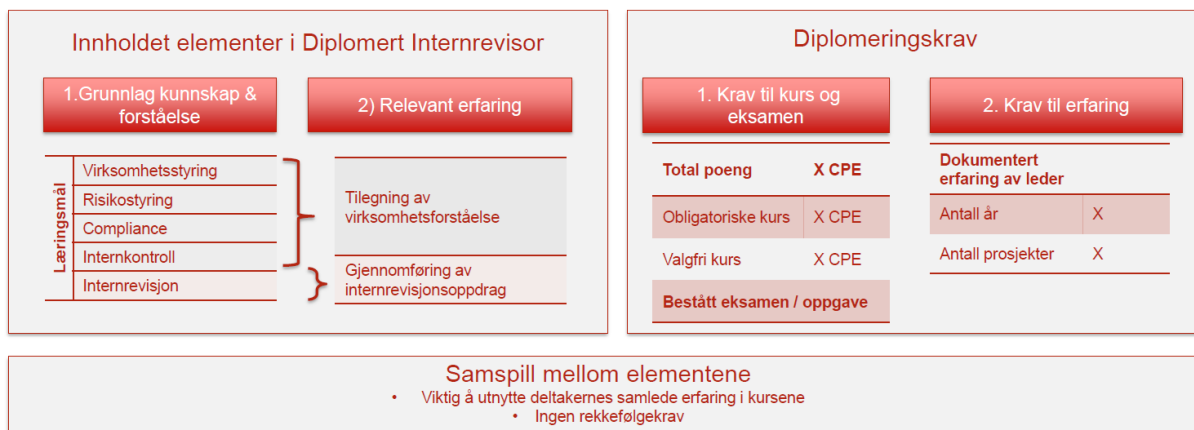 Innholdet elementer i Diplomert Internrevisor
1.Grunnlag kunnskap &
forståelse
2) Relevant erfaring
Læringsmål
Virksomhetsstyring
Risikostyring
Compliance
Internkontroll
Internrevisjon
Tilegning av
virksomhetsforståelse
Gjennomføring av
internrevisjonsoppdrag
Diplomeringskrav
1. Krav til kurs og
eksamen
2. Krav til erfaring
Total poeng X CPE
Obligatoriske kurs X CPE
Valgfri kurs X CPE
Bestått eksamen / oppgave
Dokumentert
erfaring av leder
Antall år X
Antall prosjekter X
Samspill mellom elementene
• Viktig å utnytte deltakernes samlede erfaring i kursene
• Ingen rekkefølgekrav